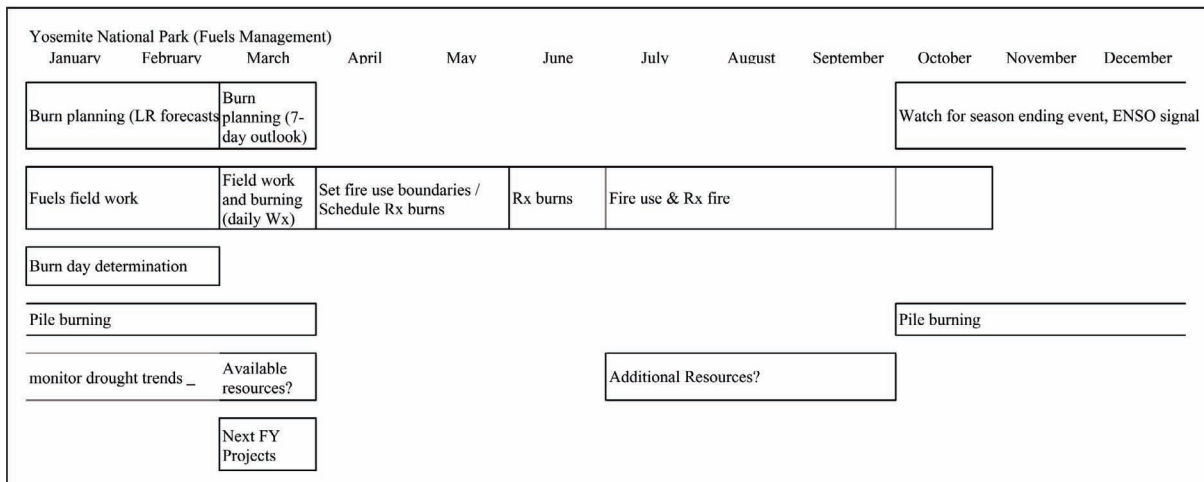 Yosemite National Park (Fuels Management)
January February March April May June July August September October November December
Burn planning (LR forecasts
Burn
planning (7-
day outlook)
Watch for season ending event, ENSO signal
Fuels field work
Field work
and burning
(daily Wx)
Set fire use boundaries /
Schedule Rx burns
Rx burns
Fire use & Rx fire
Burn day determination
Pile burning
Pile burning
monitor drought trends _
Available
resources?
Additional Resources?
Next FY
Projects